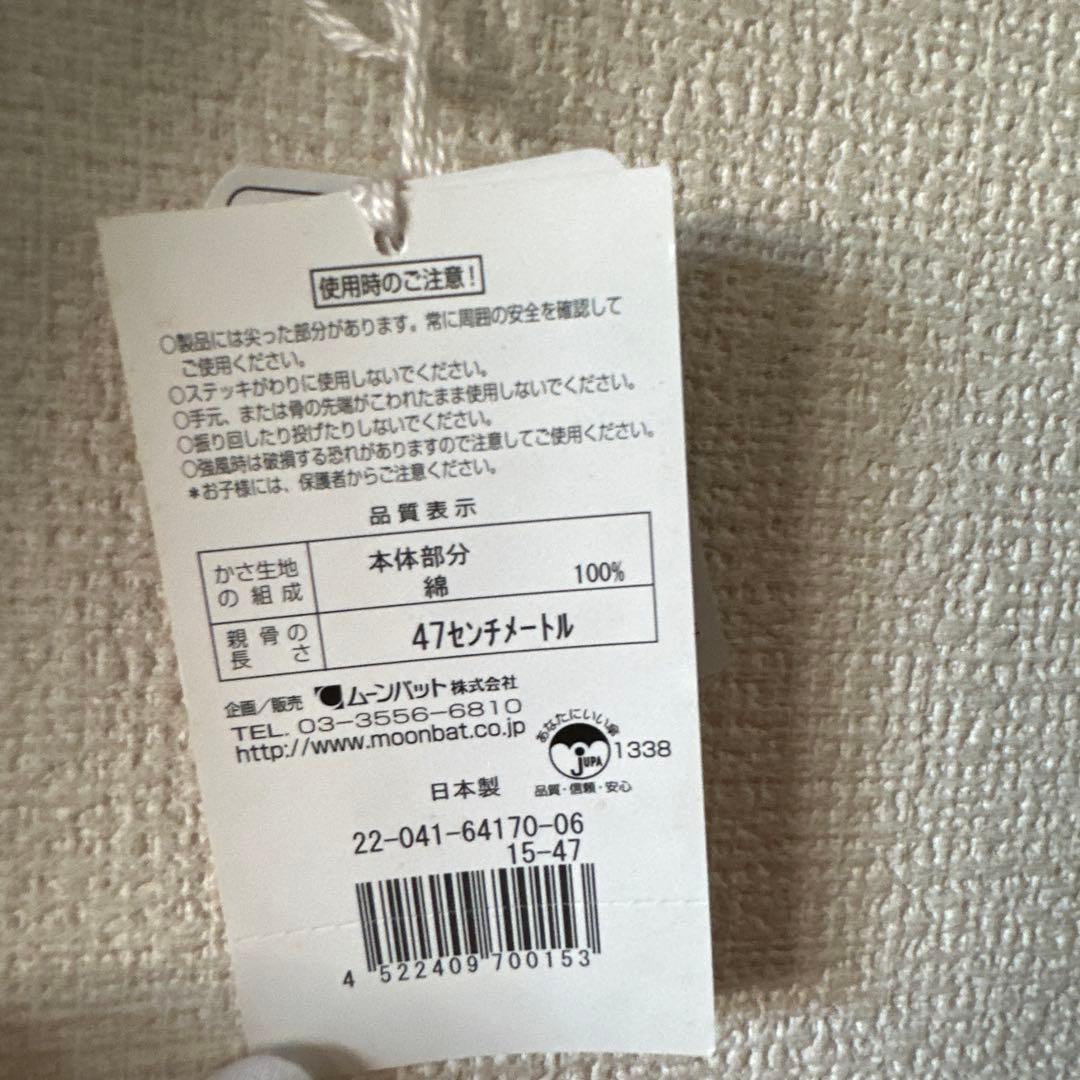 使用時のご注意!
○製品には尖った部分があります。常に周囲の安全を確認して
ご使用ください。
○ステッキがわりに使用しないでください。
○手元、または骨の先端がこわれたまま使用しないでください。
○振り回したり投げたりしないでください。
○強風時は破損する恐れがありますので注意してご使用ください。
*お子様には、保護者からご注意ください。
品質表示
かさ生地の組成
本体部分
綿 100%
親骨の長さ
47センチメートル
企画/販売 ムーンバット株式会社
TEL. 03-3556-6810
http://www.moonbat.co.jp
あなたにいい傘
JUPA 1338
品質・信頼・安心
日本製
22-041-64170-06
15-47
4 522409 700153